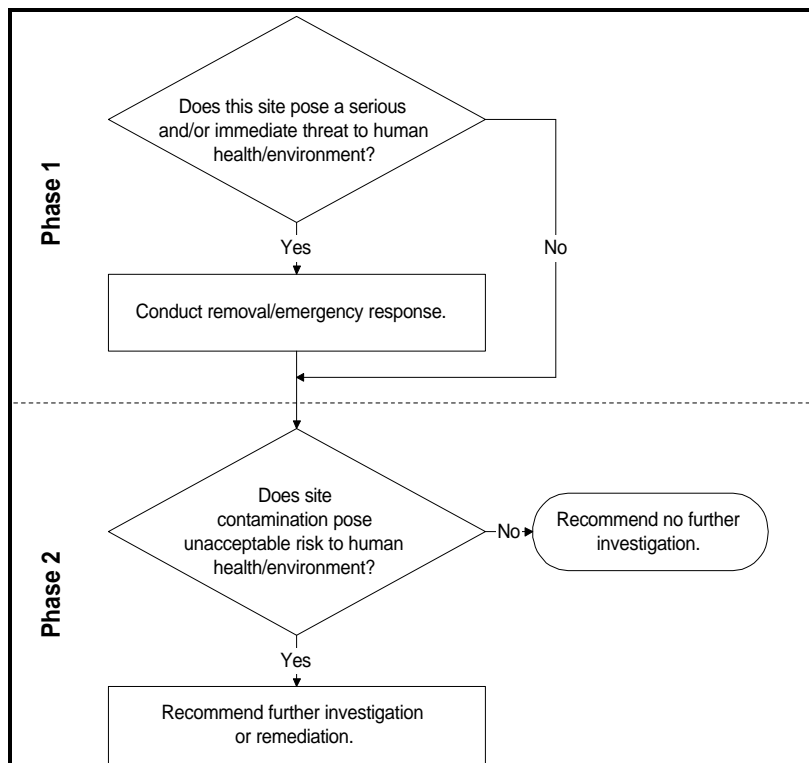 Phase 1
Does this site pose a serious
and/or immediate threat to human
health/environment?
Yes
No
Conduct removal/emergency response.
Phase 2
Does site
contamination pose
unacceptable risk to human
health/environment?
No
Recommend no further
investigation.
Yes
Recommend further investigation
or remediation.